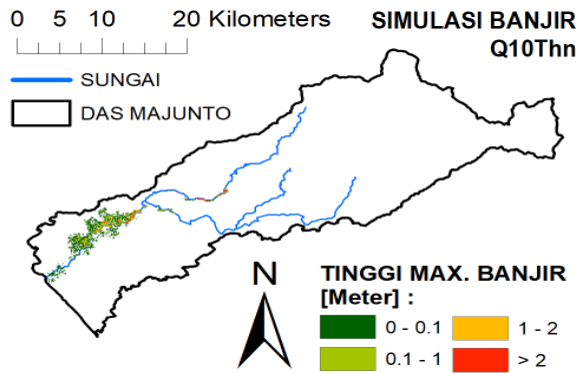 0 5 10 20 Kilometers
SIMULASI BANJIR
Q10Thn
SUNGAI
DAS MAJUNTO
N
TINGGI MAX. BANJIR
[Meter] :
0 - 0.1
1 - 2
0.1 - 1
> 2